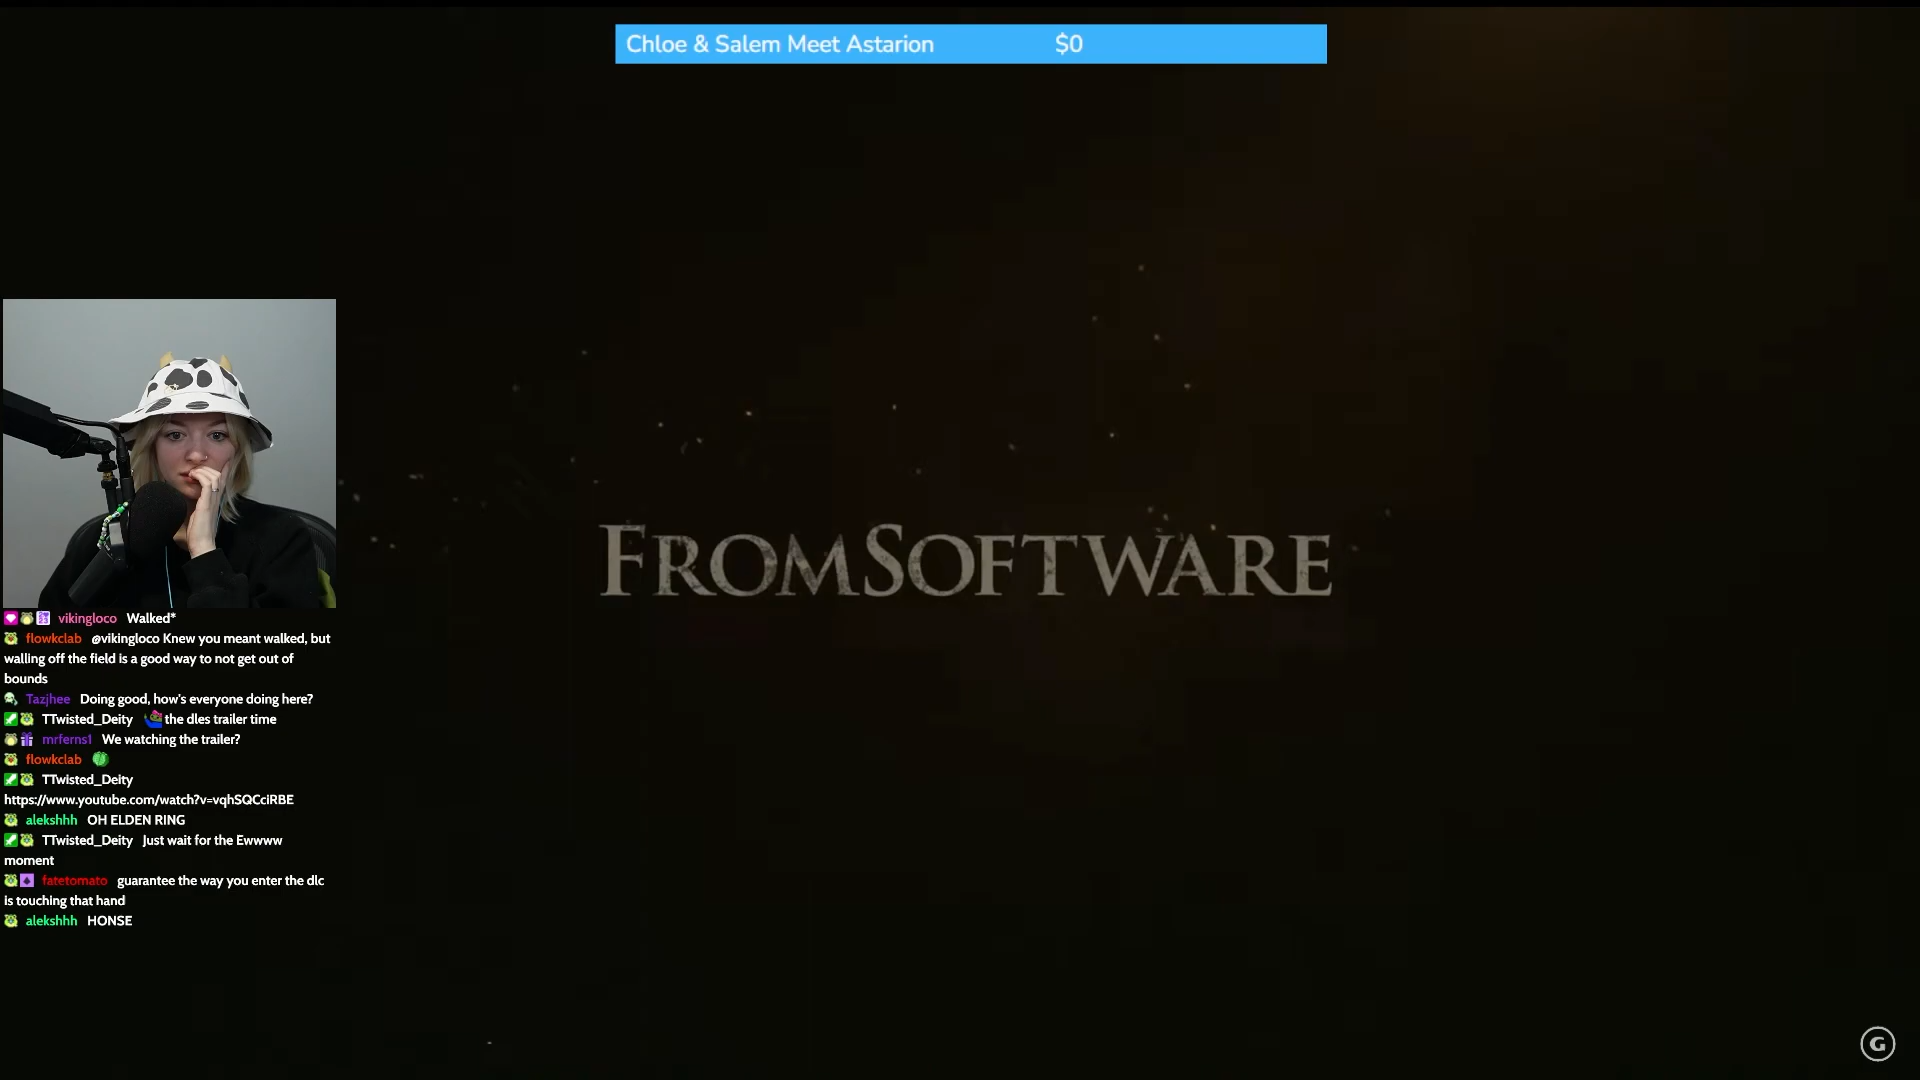 Chloe & Salem Meet Astarion $0
FROMSOFTWARE
vikingloco Walked*
flowkclab @vikingloco Knew you meant walked, but
walling off the field is a good way to not get out of
bounds
Tazjhee Doing good, how's everyone doing here?
TTwisted_Deity the dles trailer time
mrferns1 We watching the trailer?
flowkclab
TTwisted_Deity
https://www.youtube.com/watch?v=vqhSQCciRBE
alekshhh OH ELDEN RING
TTwisted_Deity Just wait for the Ewwww
moment
fatetomato guarantee the way you enter the dlc
is touching that hand
alekshhh HONSE
G